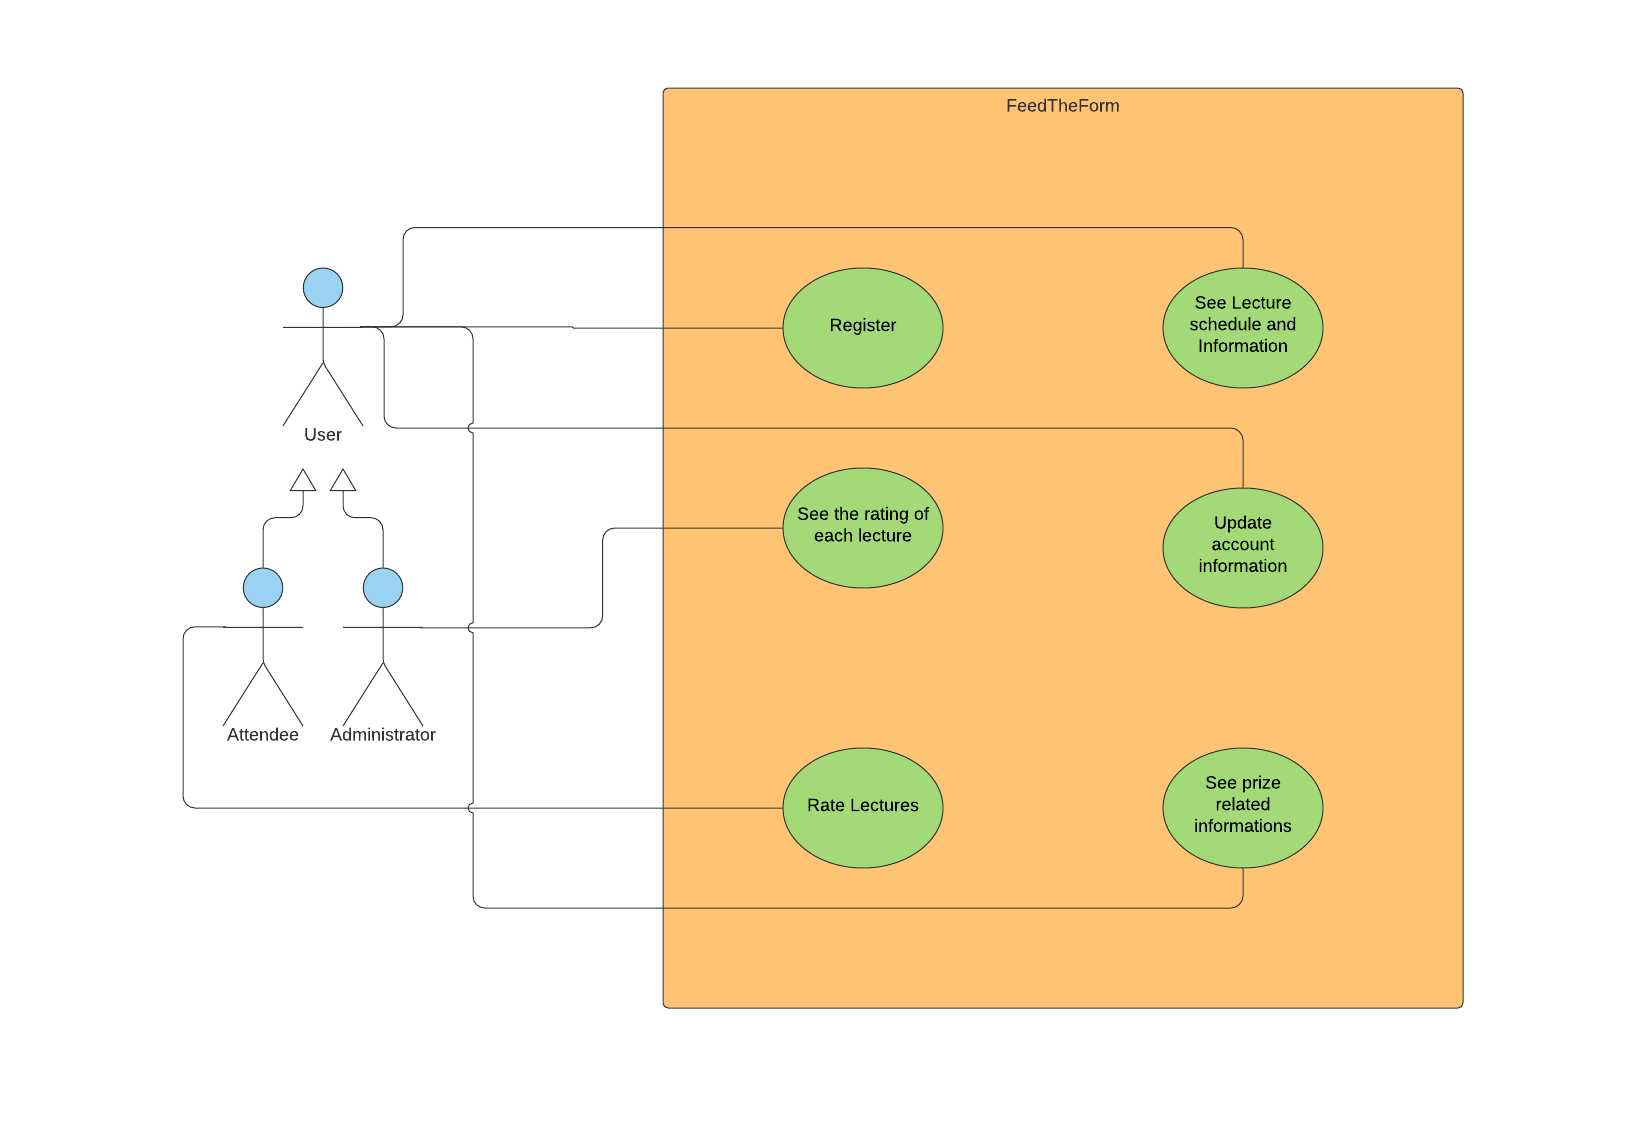 FeedTheForm
Register
See Lecture
schedule and
Information
User
See the rating of
each lecture
Update
account
information
Attendee
Administrator
Rate Lectures
See prize
related
informations